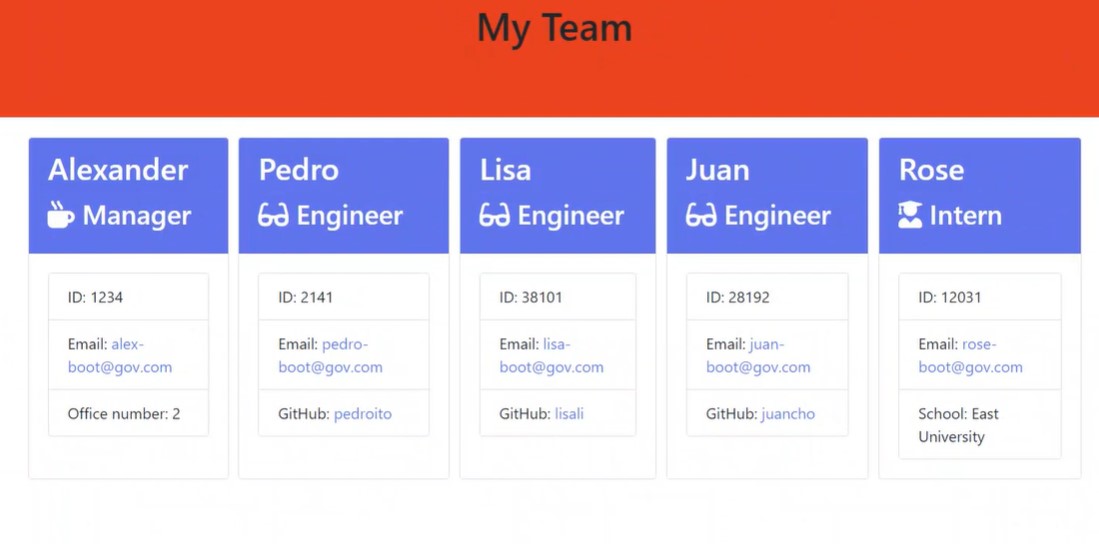 My Team
Alexander
Manager
ID: 1234
Email: alex-
boot@gov.com
Office number: 2
Pedro
Engineer
ID: 2141
Email: pedro-
boot@gov.com
GitHub: pedroito
Lisa
Engineer
ID: 38101
Email: lisa-
boot@gov.com
GitHub: lisali
Juan
Engineer
ID: 28192
Email: juan-
boot@gov.com
GitHub: juancho
Rose
Intern
ID: 12031
Email: rose-
boot@gov.com
School: East
University